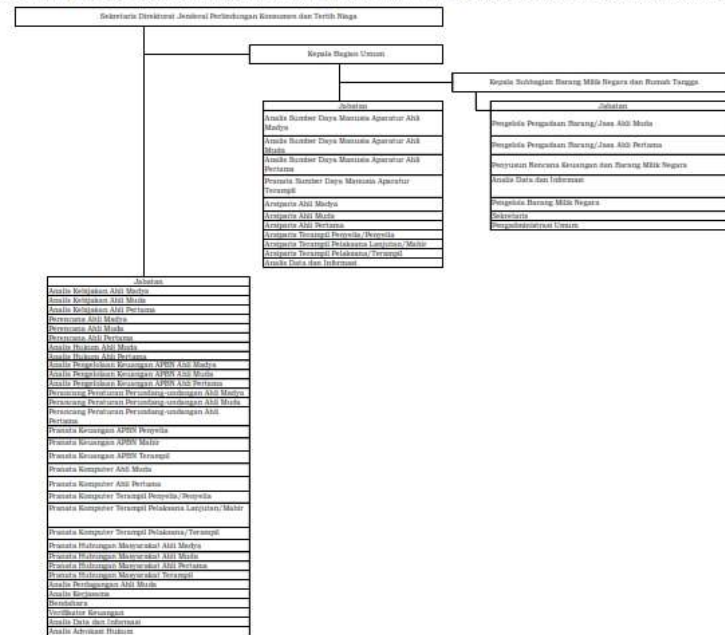 Sekretaris Direktorat Jenderal Perlindungan Konsumen dan Tertib Niaga
Kepala Bagian Umum
Kepala Subbagian Barang Milik Negara dan Rumah Tangga
Jabatan
Analis Sumber Daya Manusia Aparatur Ahli
Madya
Analis Sumber Daya Manusia Aparatur Ahli
Muda
Analis Sumber Daya Manusia Aparatur Ahli
Pertama
Pranata Sumber Daya Manusia Aparatur
Terampil
Arsiparis Ahli Madya
Arsiparis Ahli Muda
Arsiparis Ahli Pertama
Arsiparis Terampil Penyelia/Penyelia
Arsiparis Terampil Pelaksana Lanjutan/Mahir
Arsiparis Terampil Pelaksana/Terampil
Analis Data dan Informasi
Jabatan
Pengelola Pengadaan Barang/Jasa Ahli Muda
Pengelola Pengadaan Barang/Jasa Ahli Pertama
Penyusun Rencana Keuangan dan Barang Milik Negara
Analis Data dan Informasi
Pengelola Barang Milik Negara
Sekretaris
Pengadministrasi Umum
Jabatan
Analis Kebijakan Ahli Madya
Analis Kebijakan Ahli Muda
Analis Kebijakan Ahli Pertama
Perencana Ahli Madya
Perencana Ahli Muda
Perencana Ahli Pertama
Analis Hukum Ahli Muda
Analis Hukum Ahli Pertama
Analis Pengelolaan Keuangan APBN Ahli Madya
Analis Pengelolaan Keuangan APBN Ahli Muda
Analis Pengelolaan Keuangan APBN Ahli Pertama
Perancang Peraturan Perundang-undangan Ahli Madya
Perancang Peraturan Perundang-undangan Ahli Muda
Perancang Peraturan Perundang-undangan Ahli
Pertama
Pranata Keuangan APBN Penyelia
Pranata Keuangan APBN Mahir
Pranata Keuangan APBN Terampil
Pranata Komputer Ahli Muda
Pranata Komputer Ahli Pertama
Pranata Komputer Terampil Penyelia/Penyelia
Pranata Komputer Terampil Pelaksana Lanjutan/Mahir
Pranata Komputer Terampil Pelaksana/Terampil
Pranata Hubungan Masyarakat Ahli Madya
Pranata Hubungan Masyarakat Ahli Muda
Pranata Hubungan Masyarakat Ahli Pertama
Pranata Hubungan Masyarakat Terampil
Analis Perdagangan Ahli Muda
Analis Kerjasama
Bendahara
Verifikator Keuangan
Analis Data dan Informasi
Analis Advokasi Hukum